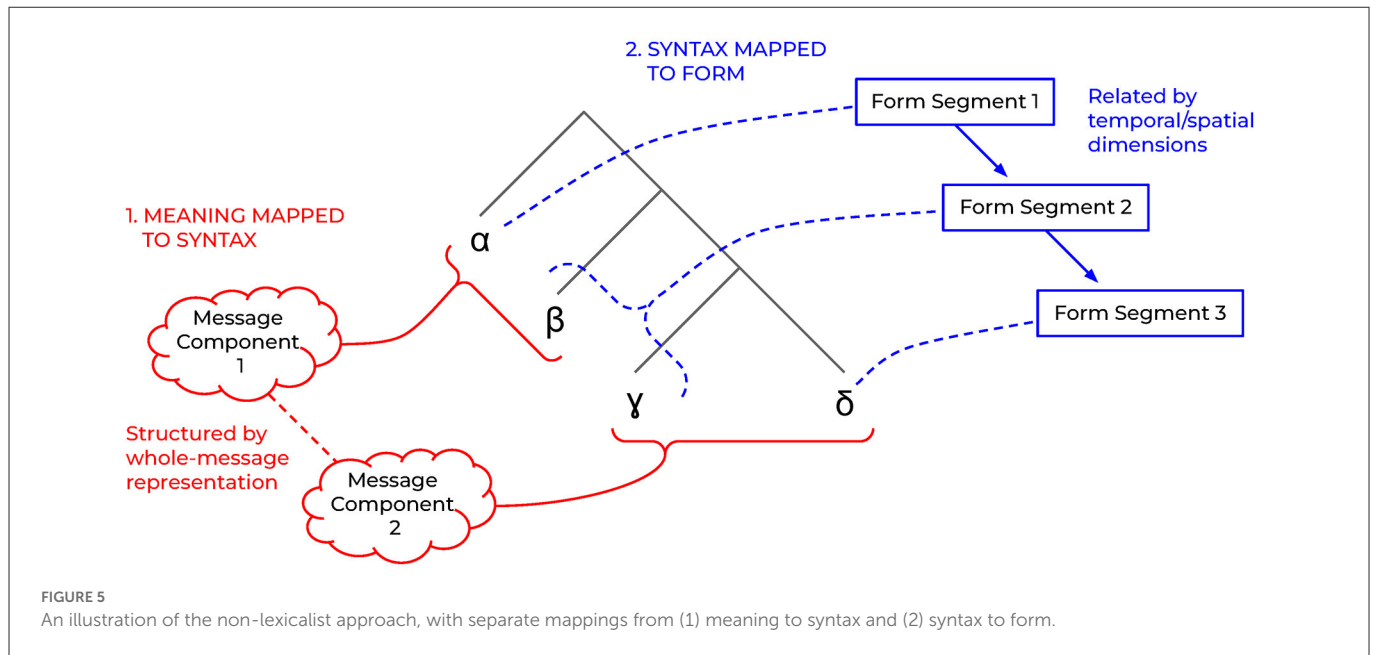 2. SYNTAX MAPPED
TO FORM
Form Segment 1
Related by
temporal/spatial
dimensions
Form Segment 2
1. MEANING MAPPED
TO SYNTAX
α
Message
Component
1
β
Form Segment 3
γ
δ
Structured by
whole-message
representation
Message
Component
2
FIGURE 5
An illustration of the non-lexicalist approach, with separate mappings from (1) meaning to syntax and (2) syntax to form.